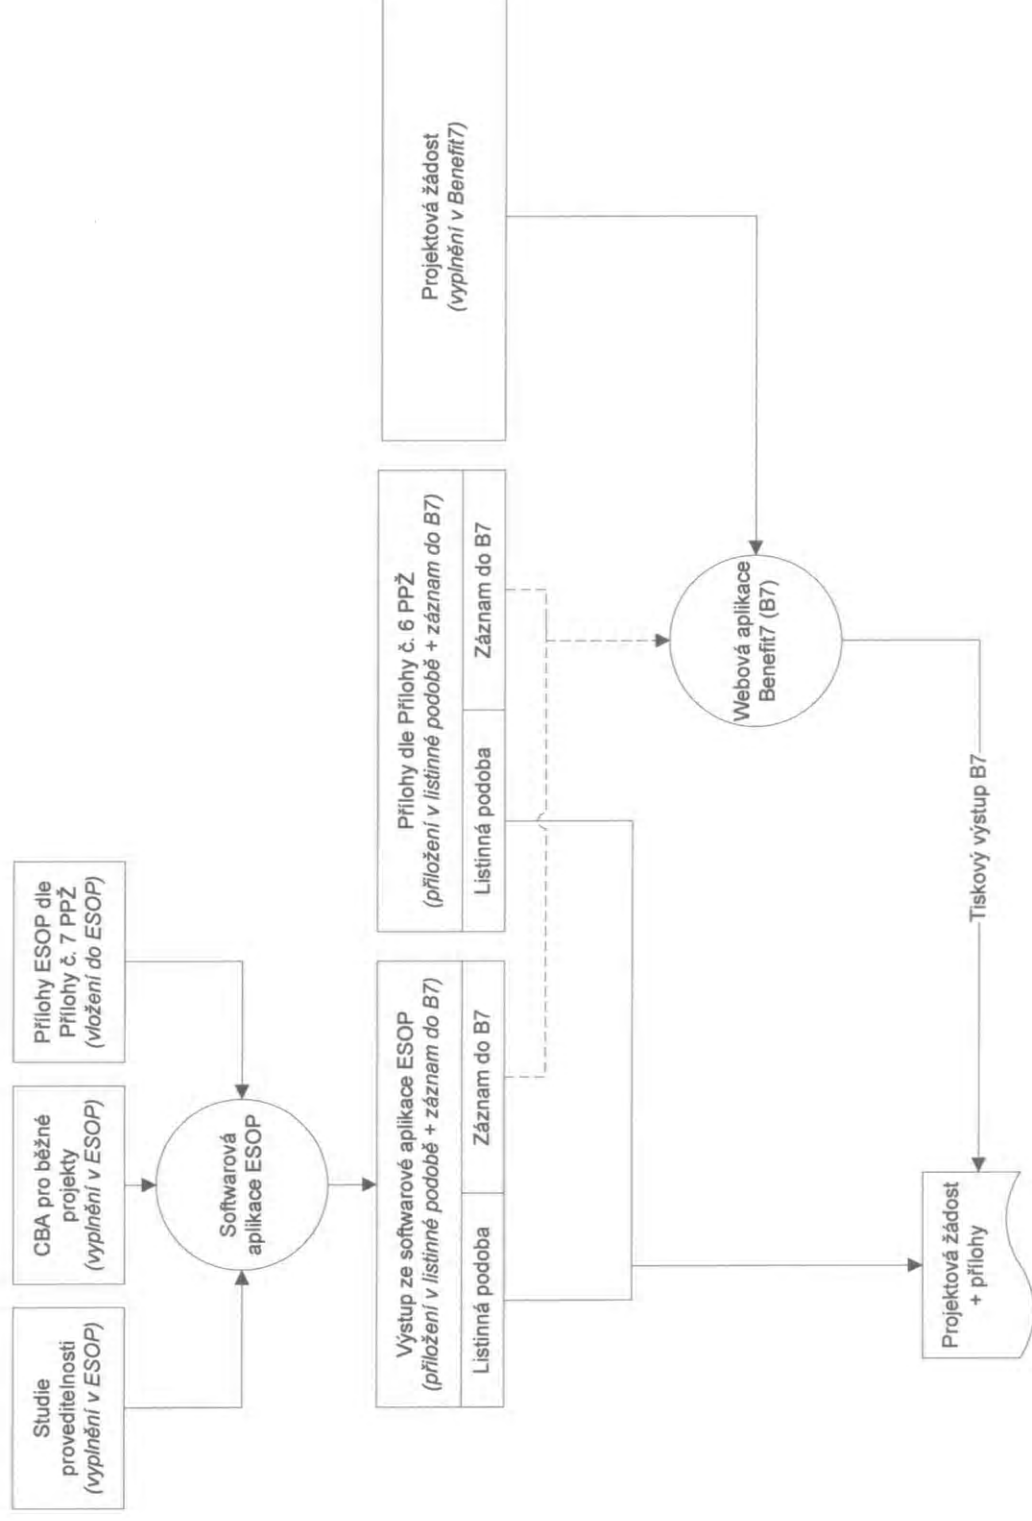 Studie
proveditelnosti
(vyplnění v ESOP)
CBA pro běžné
projekty
(vyplnění v ESOP)
Přílohy ESOP dle
Přílohy č. 7 PPŽ
(vložení do ESOP)
Softwarová
aplikace ESOP
Výstup ze softwarové aplikace ESOP
(přiložení v listinné podobě + záznam do B7)
Listinná podoba
Záznam do B7
Přílohy dle Přílohy č. 6 PPŽ
(přiložení v listinné podobě + záznam do B7)
Listinná podoba
Záznam do B7
Projektová žádost
(vyplnění v Benefit7)
Webová aplikace
Benefit7 (B7)
Tiskový výstup B7
Projektová žádost
+ přílohy